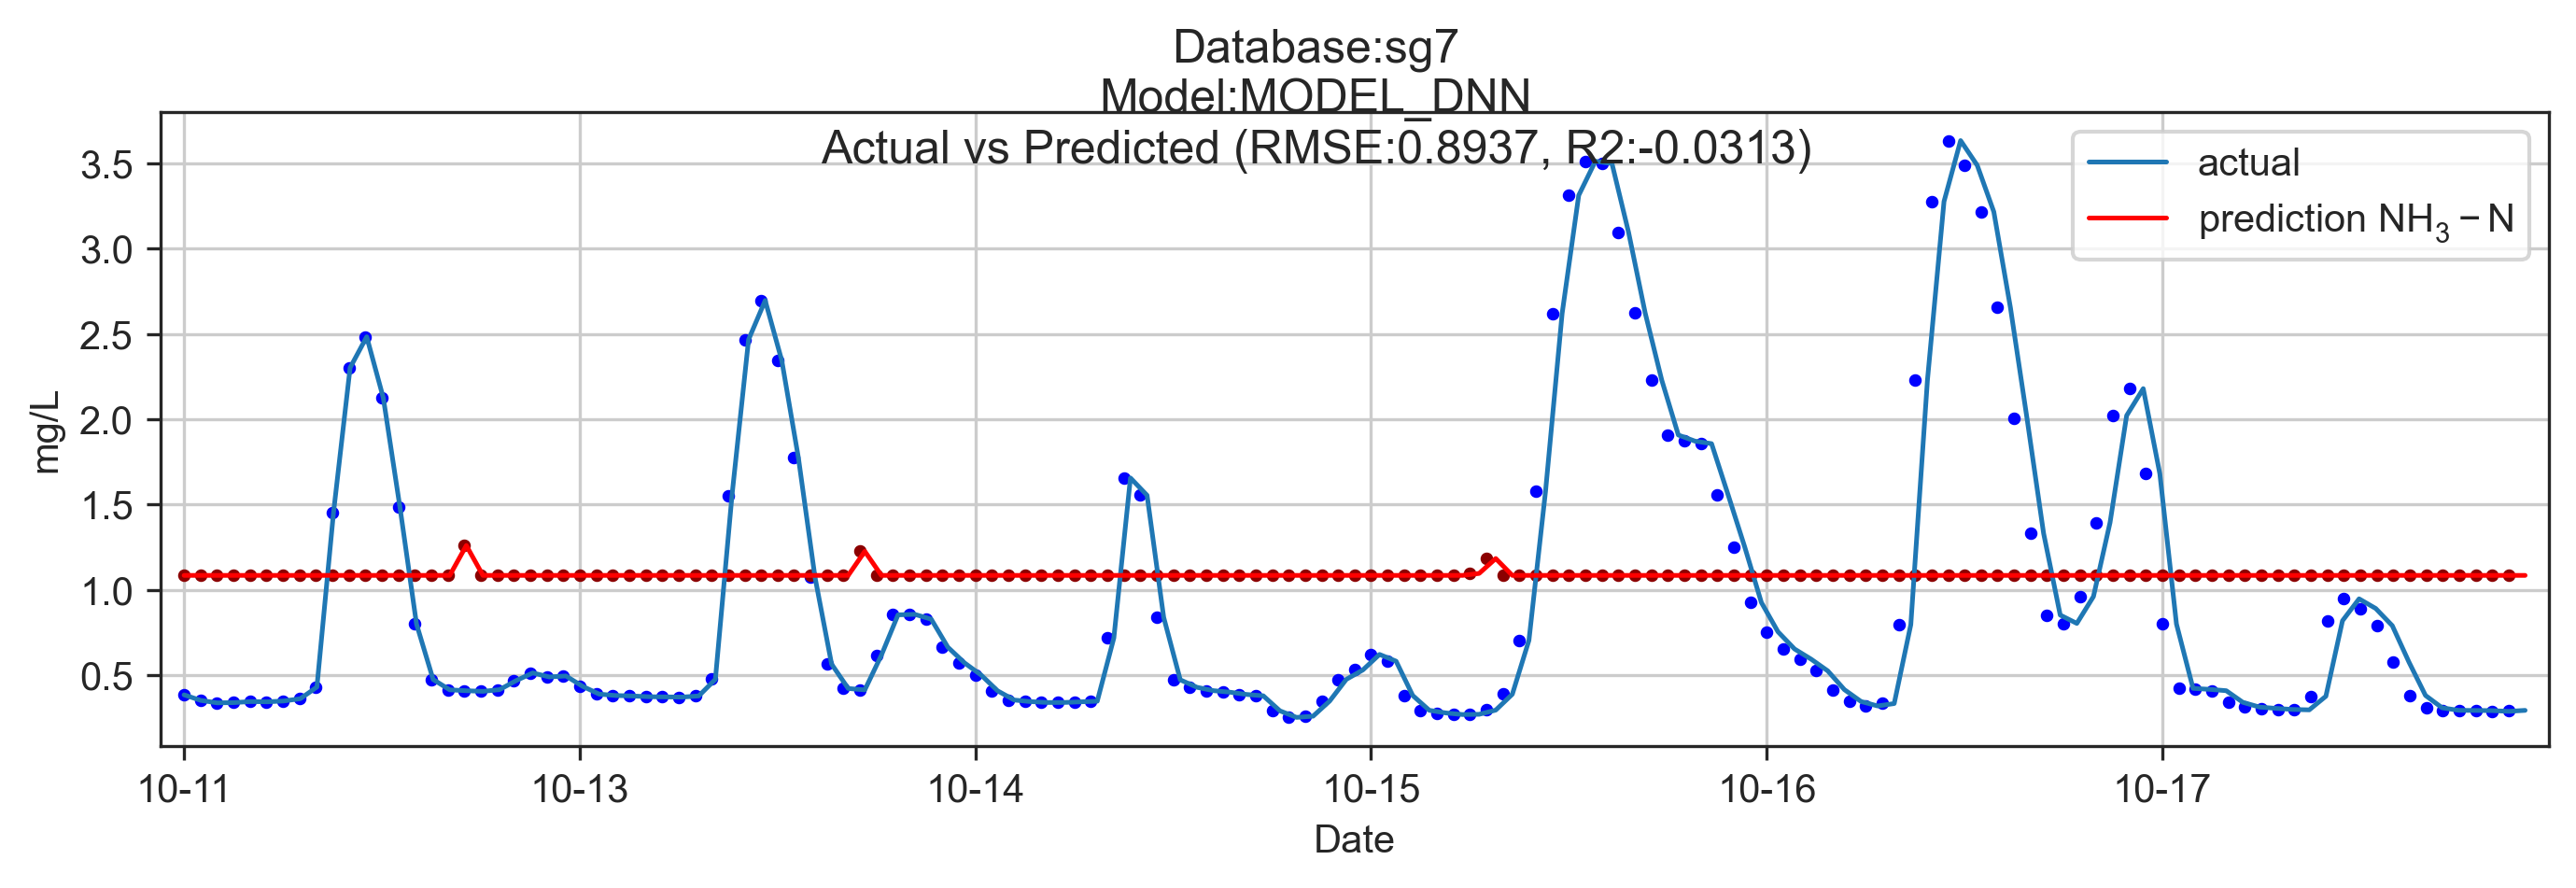 Database:sg7
Model:MODEL_DNN
Actual vs Predicted (RMSE:0.8937, R2:-0.0313)
actual
prediction NH₃ − N
3.5
3.0
2.5
2.0
1.5
1.0
0.5
mg/L
10-11 10-13 10-14 10-15 10-16 10-17
Date